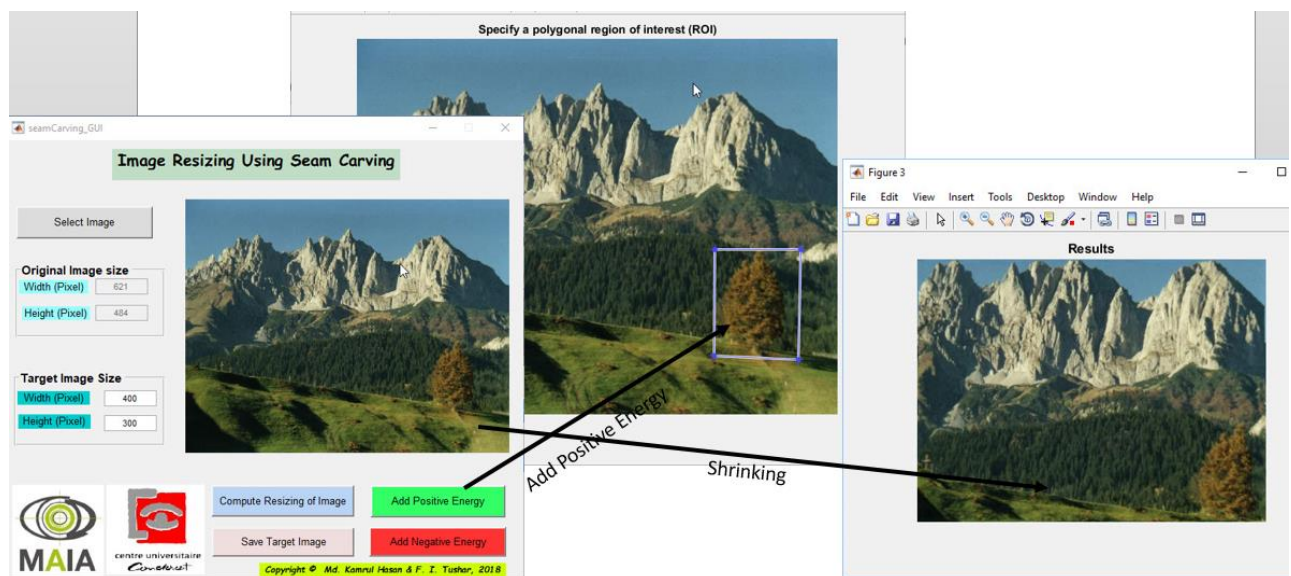 Specify a polygonal region of interest (ROI)
seamCarving_GUI
Image Resizing Using Seam Carving
Select Image
Original Image size
Width (Pixel) 621
Height (Pixel) 484
Target Image Size
Width (Pixel) 400
Height (Pixel) 300
Compute Resizing of Image
Add Positive Energy
Save Target Image
Add Negative Energy
MAIA
centre universitaire
Condorcet
Copyright © Md. Kamrul Hasan & F. I. Tushar, 2018
Add Positive Energy
Shrinking
Figure 3
File Edit View Insert Tools Desktop Window Help
Results